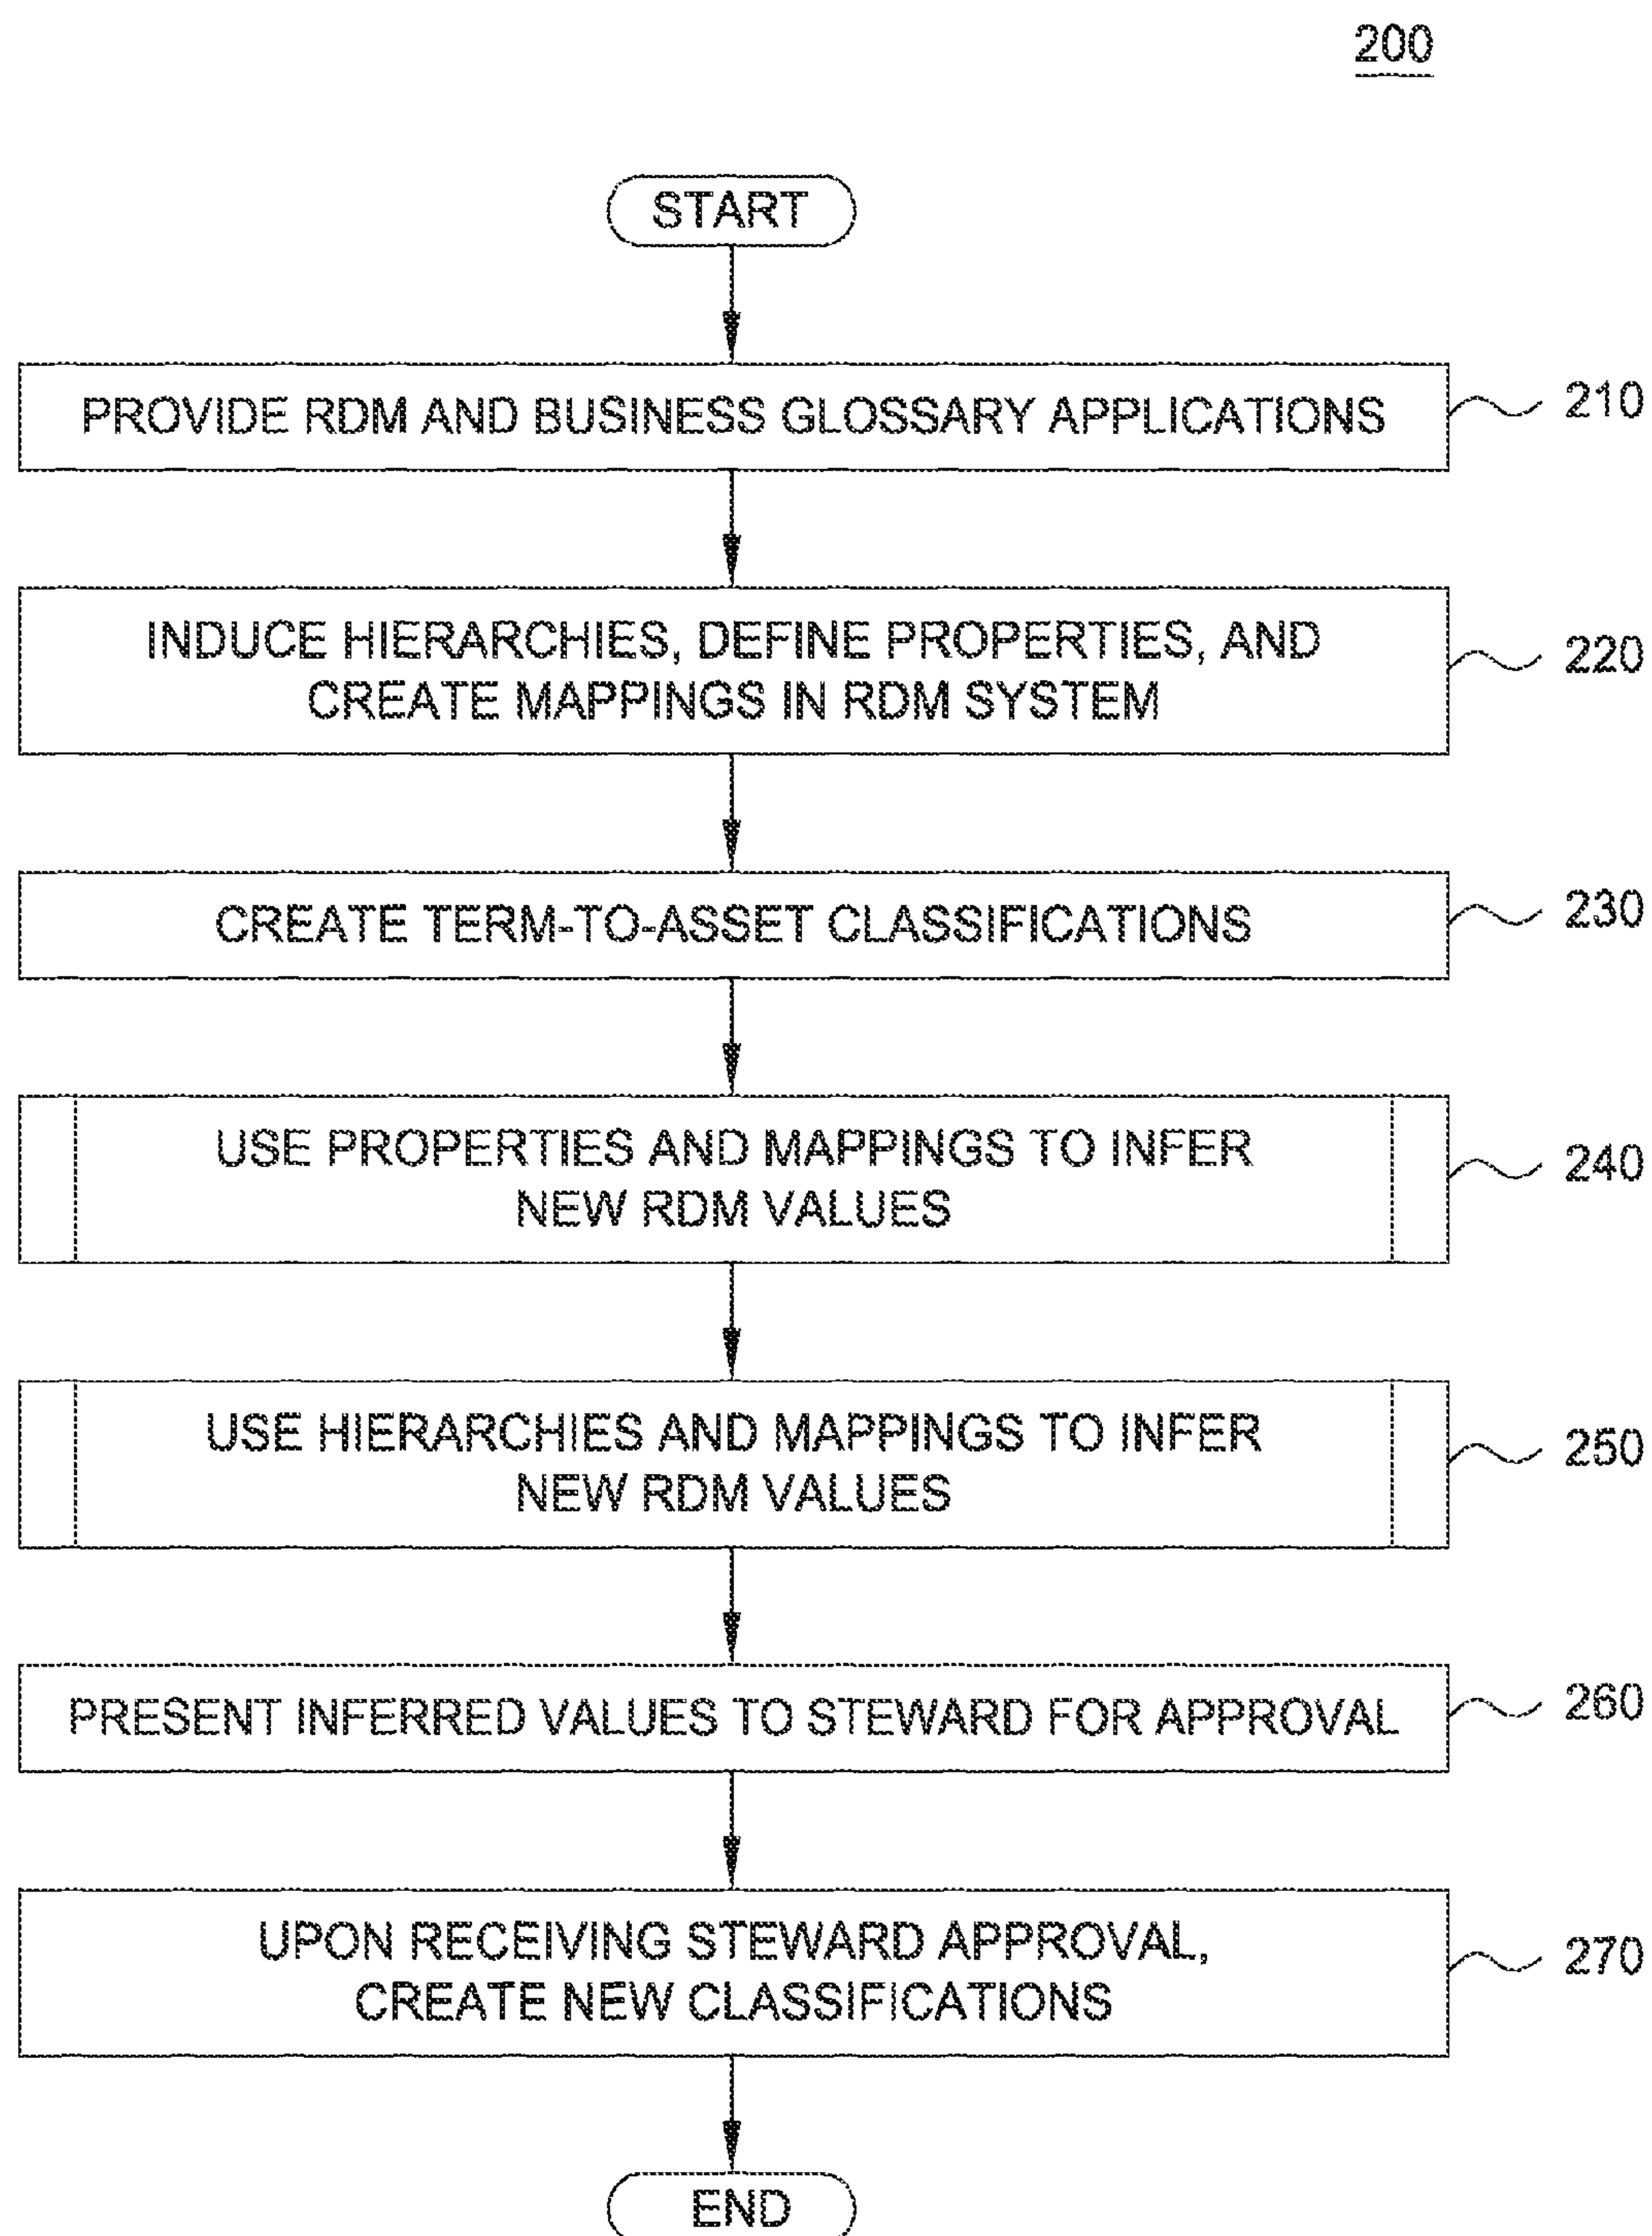 200
START
PROVIDE RDM AND BUSINESS GLOSSARY APPLICATIONS
210
INDUCE HIERARCHIES, DEFINE PROPERTIES, AND
CREATE MAPPINGS IN RDM SYSTEM
220
CREATE TERM-TO-ASSET CLASSIFICATIONS
230
USE PROPERTIES AND MAPPINGS TO INFER
NEW RDM VALUES
240
USE HIERARCHIES AND MAPPINGS TO INFER
NEW RDM VALUES
250
PRESENT INFERRED VALUES TO STEWARD FOR APPROVAL
260
UPON RECEIVING STEWARD APPROVAL,
CREATE NEW CLASSIFICATIONS
270
END